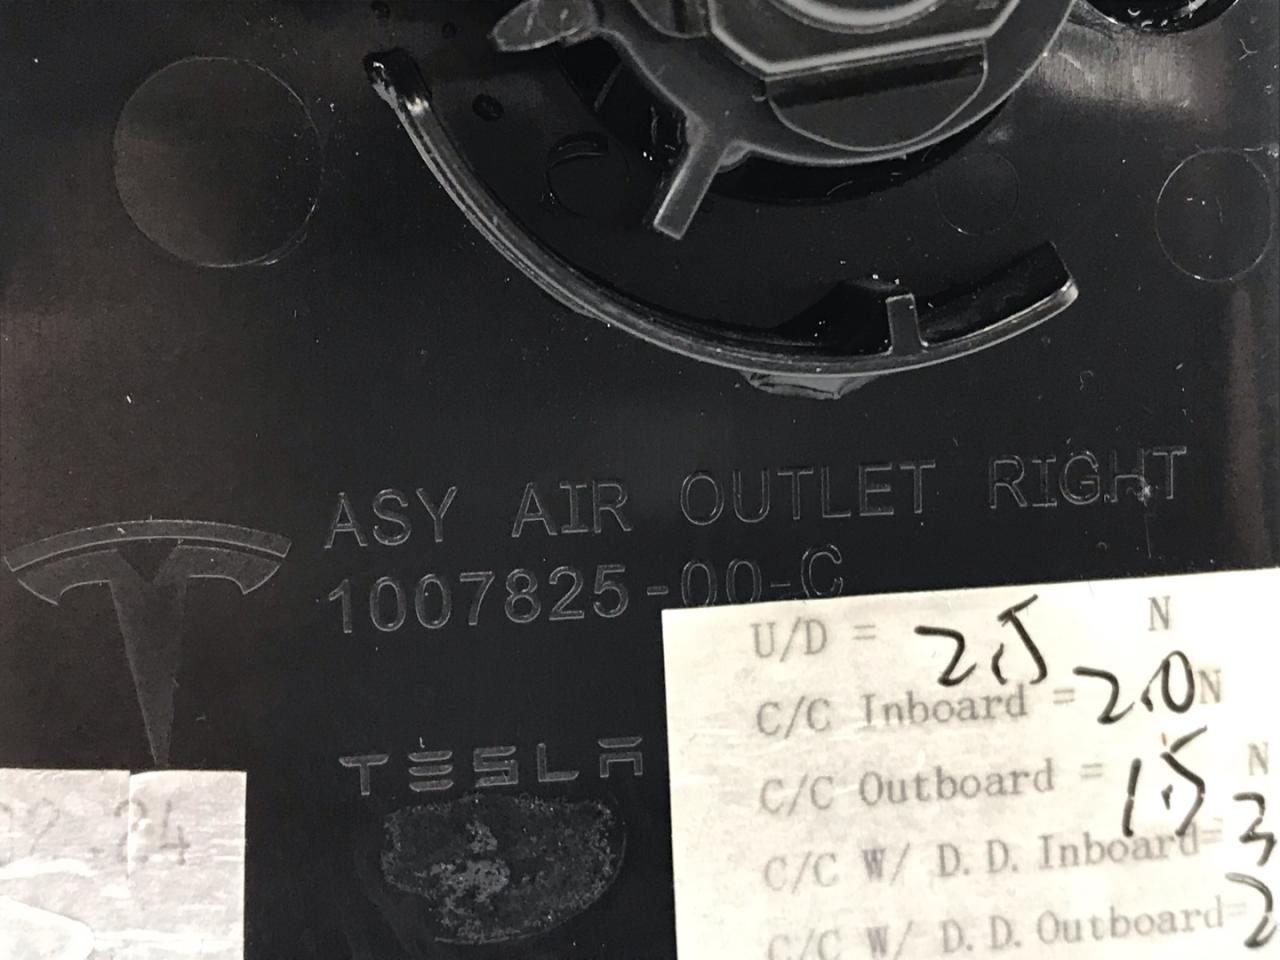 ASY AIR OUTLET RIGHT
1007825-00-C
TESLA
U/D = 2.5 N
C/C Inboard = 2.0 N
C/C Outboard = 1.5 N
C/C W/ D.D. Inboard= 3
C/C W/ D.D. Outboard= 2
24